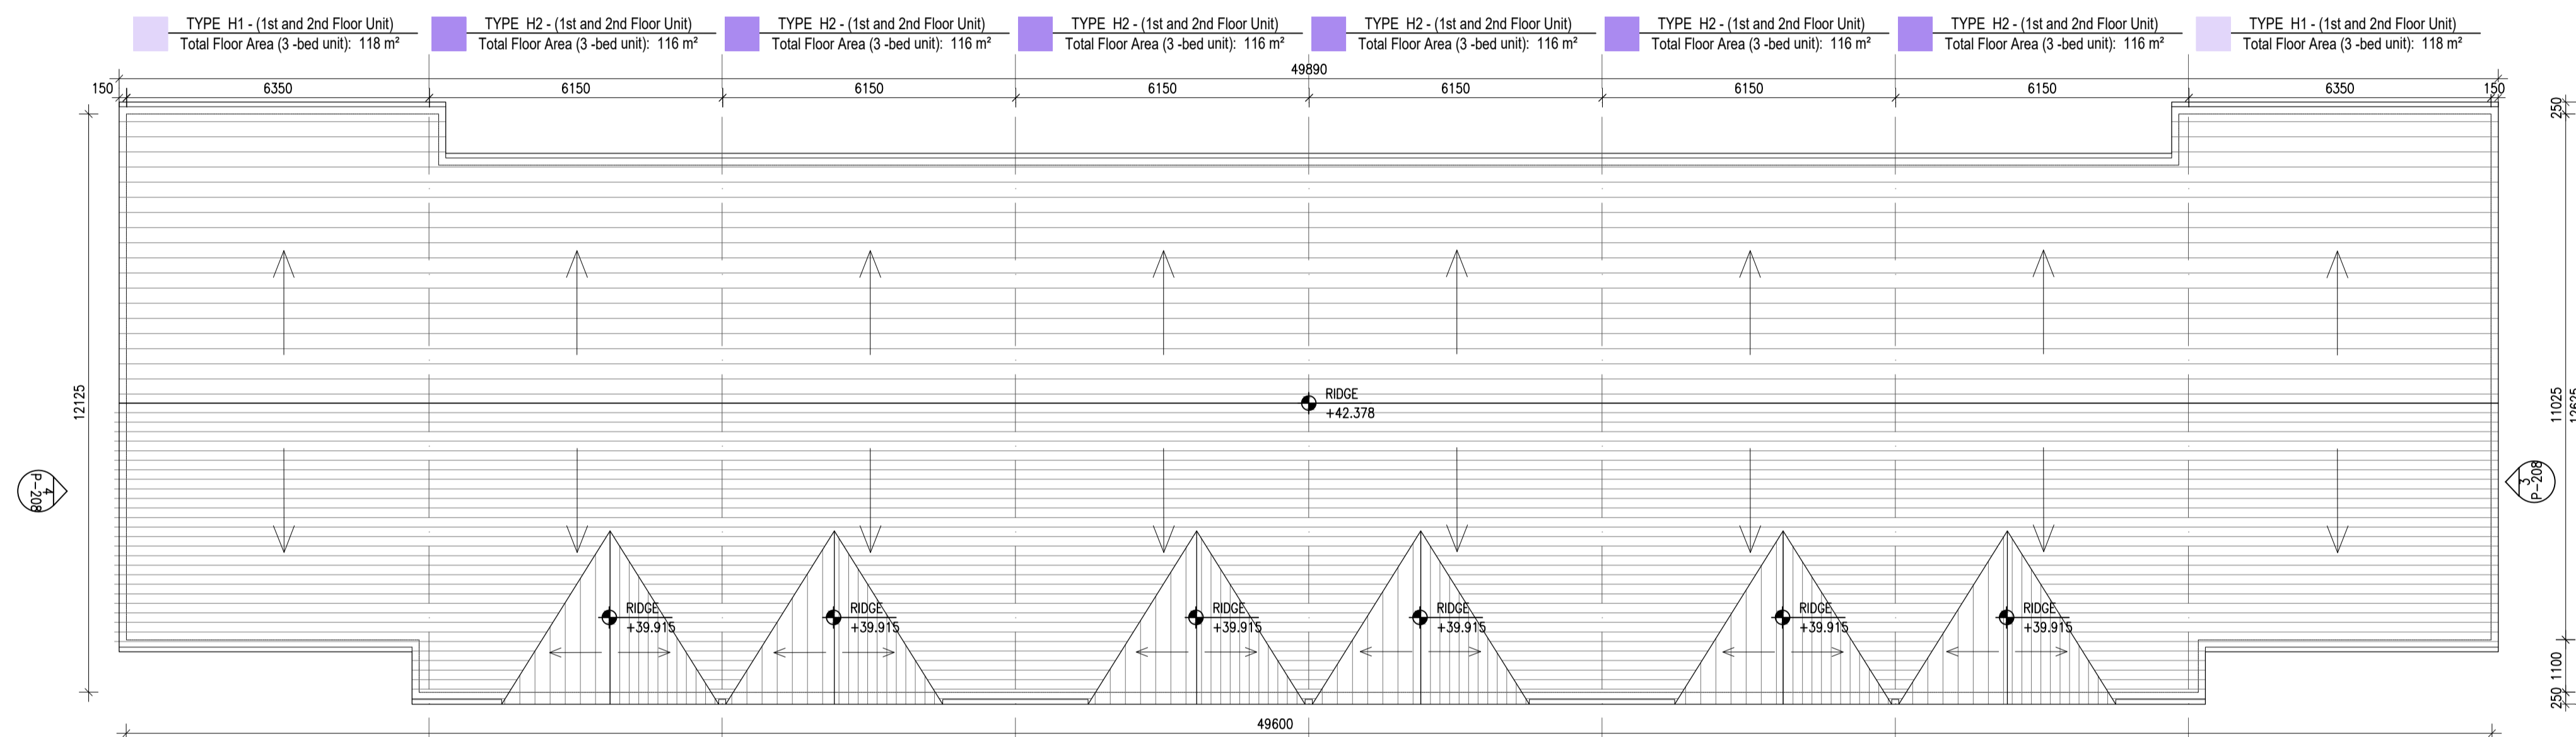 TYPE H1 - (1st and 2nd Floor Unit)
Total Floor Area (3 -bed unit): 118 m²
TYPE H2 - (1st and 2nd Floor Unit)
Total Floor Area (3 -bed unit): 116 m²
TYPE H2 - (1st and 2nd Floor Unit)
Total Floor Area (3 -bed unit): 116 m²
TYPE H2 - (1st and 2nd Floor Unit)
Total Floor Area (3 -bed unit): 116 m²
TYPE H2 - (1st and 2nd Floor Unit)
Total Floor Area (3 -bed unit): 116 m²
TYPE H2 - (1st and 2nd Floor Unit)
Total Floor Area (3 -bed unit): 116 m²
TYPE H2 - (1st and 2nd Floor Unit)
Total Floor Area (3 -bed unit): 116 m²
TYPE H1 - (1st and 2nd Floor Unit)
Total Floor Area (3 -bed unit): 118 m²
49890
150 6350 6150 6150 6150 6150 6150 6150 6350 150
250
12125
RIDGE
+42.378
11025
12625
4
P-208
3
P-208
RIDGE
+39.915
RIDGE
+39.915
RIDGE
+39.915
RIDGE
+39.915
RIDGE
+39.915
RIDGE
+39.915
1100
250
49600